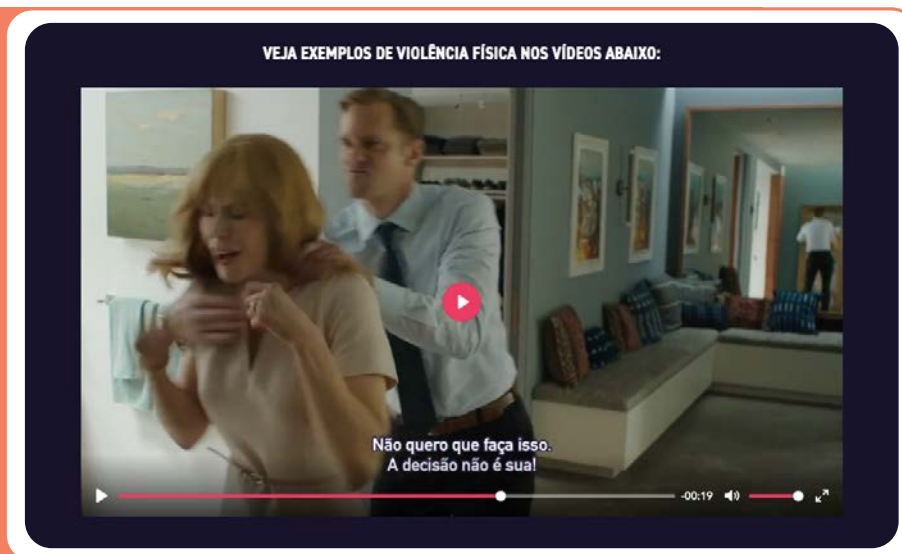 VEJA EXEMPLOS DE VIOLÊNCIA FÍSICA NOS VÍDEOS ABAIXO:
Não quero que faça isso.
A decisão não é sua!
-00:19